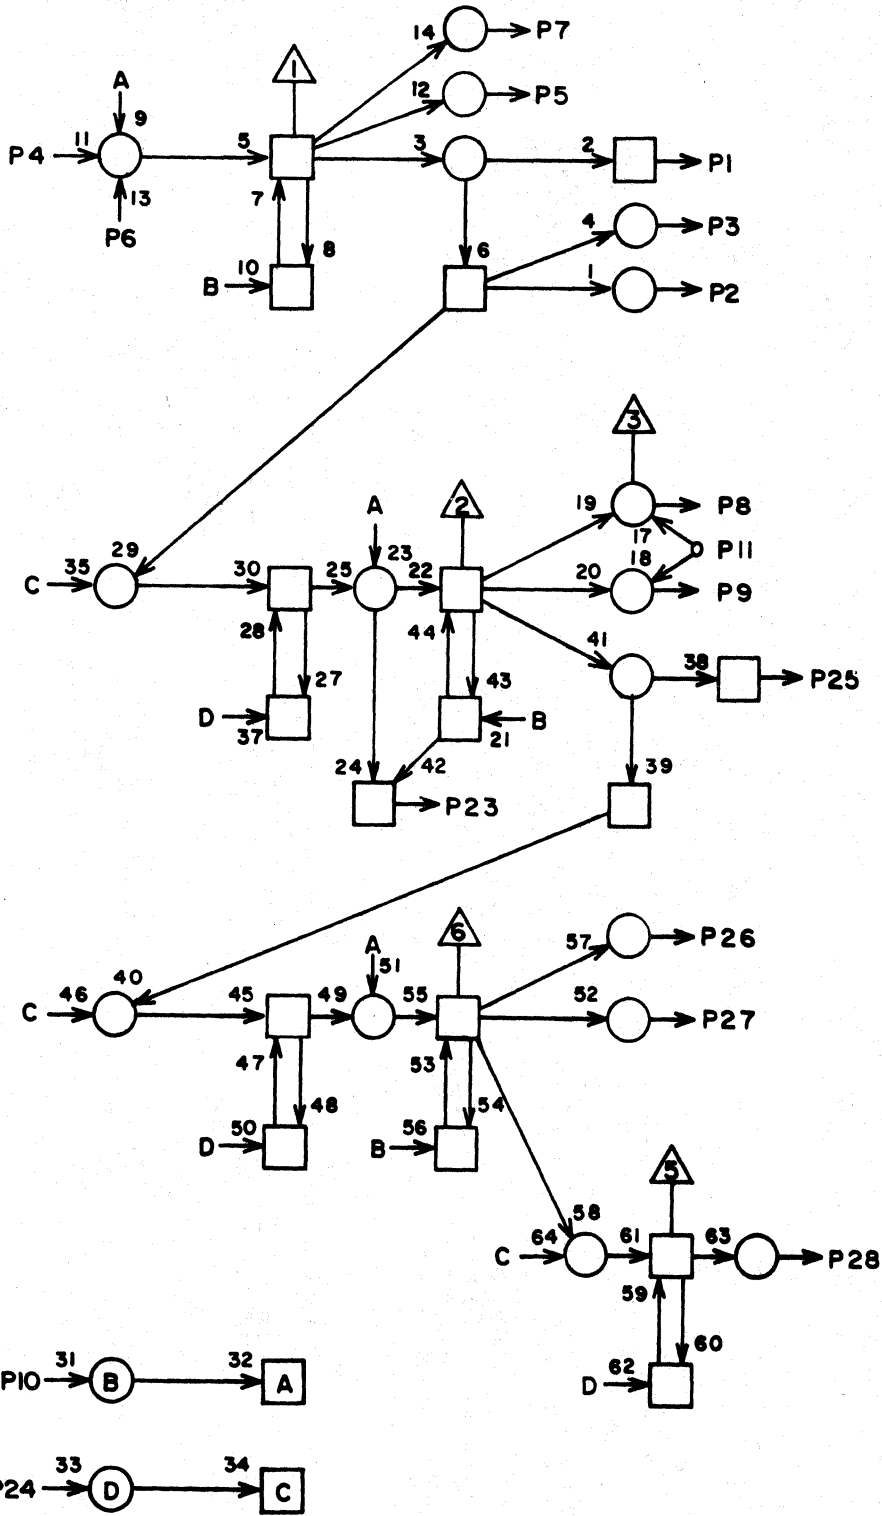 14 P7
1
A 12 P5
9
P4 11 5 3 2 P1
13 7
P6 4 P3
8 6
B 10 1 P2
3
A 2 19 P8
17
29 23 18 P11
C 35 30 25 22 20 P9
28 44 41
27 43 38 P25
D 37 21 B
24 42 39
P23
6
A 57 P26
51
40
C 46 45 49 55 52 P27
47 53
48 54
D 50 B 56
5
58
C 64 61 63 P28
59
60
31 32 D 62
P10 B A
33 34
P24 D C